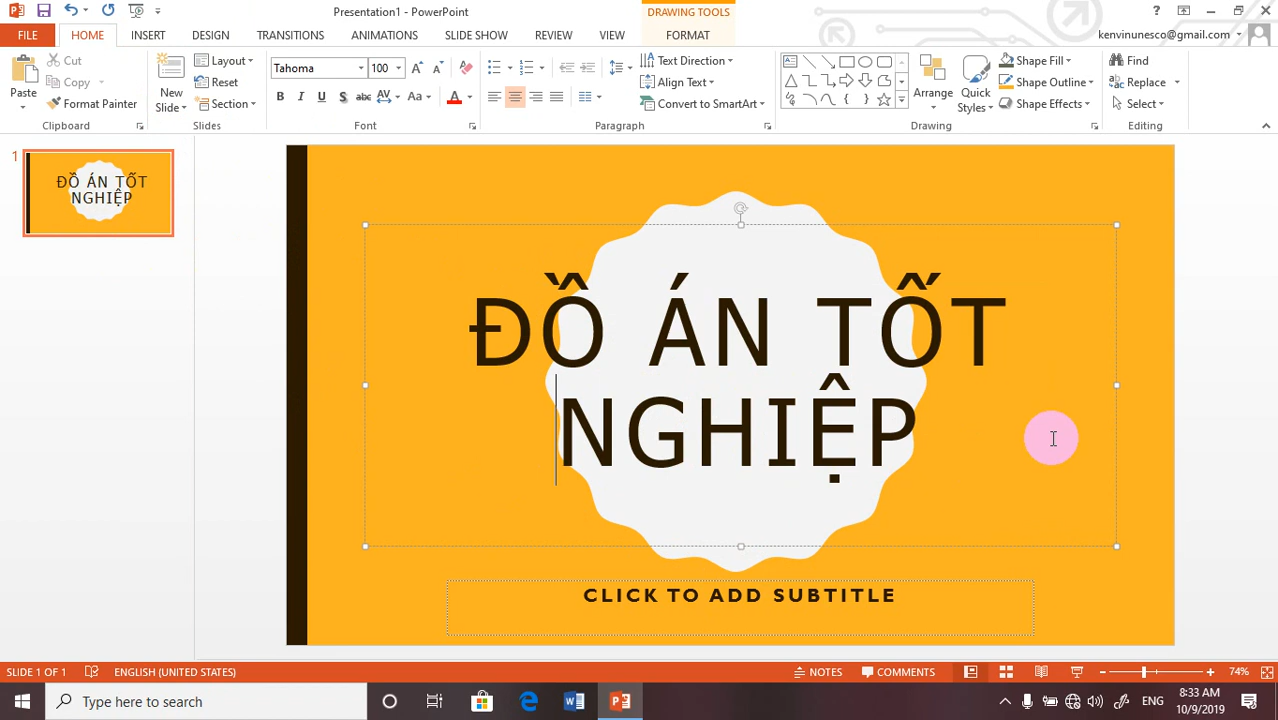 Presentation1 - PowerPoint
DRAWING TOOLS
?
FILE HOME INSERT DESIGN TRANSITIONS ANIMATIONS SLIDE SHOW REVIEW VIEW FORMAT
kenvinunesco@gmail.com
Paste
Cut
Copy
Format Painter
Clipboard
New
Slide
Layout
Reset
Section
Slides
Tahoma 100
B I U S abc AV Aa A
Font
Text Direction
Align Text
Convert to SmartArt
Paragraph
Arrange
Quick
Styles
Shape Fill
Shape Outline
Shape Effects
Drawing
Find
Replace
Select
Editing
1
ĐỒ ÁN TỐT
NGHIỆP
ĐỒ ÁN TỐT
NGHIỆP
CLICK TO ADD SUBTITLE
SLIDE 1 OF 1 ENGLISH (UNITED STATES) NOTES COMMENTS 74%
Type here to search
ENG
8:33 AM
10/9/2019